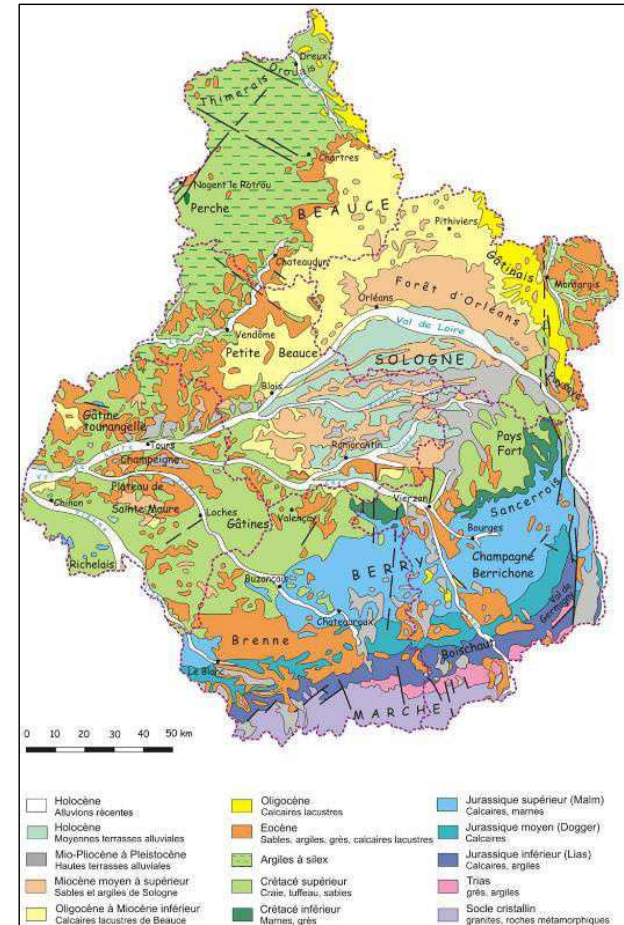 Dreux
Drouais
Thimerais
Chartres
Nogent le Rotrou
Perche
BEAUCE
Pithiviers
Gâtinais
Chateaudun
Montargis
Forêt d'Orléans
Orléans
Vendôme
Val de Loire
Petite Beauce
SOLOGNE
Puisaye
Blois
Gâtine
tourangelle
Tours
Romorantin
Pays
Fort
Champeigne
Plateau de
Sainte Maure
Chinon
Loches
Gâtines
Valençay
Vierzon
Sancerrois
Bourges
Richelais
Champagne
Berrichonne
BERRY
Buzançais
Val de
Germigny
Chateauroux
Brenne
Boischaut
Le Blanc
MARCHE
0 10 20 30 40 50 km
Holocène
Alluvions récentes
Holocène
Moyennes terrasses alluviales
Mio-Pliocène à Pleistocène
Hautes terrasses alluviales
Miocène moyen à supérieur
Sables et argiles de Sologne
Oligocène à Miocène inférieur
Calcaires lacustres de Beauce
Oligocène
Calcaires lacustres
Eocène
Sables, argiles, grès, calcaires lacustres
Argiles à silex
Crétacé supérieur
Craie, tuffeau, sables
Crétacé inférieur
Marnes, grès
Jurassique supérieur (Malm)
Calcaires, marnes
Jurassique moyen (Dogger)
Calcaires
Jurassique inférieur (Lias)
Calcaires, argiles
Trias
grès, argiles
Socle cristallin
granites, roches métamorphiques